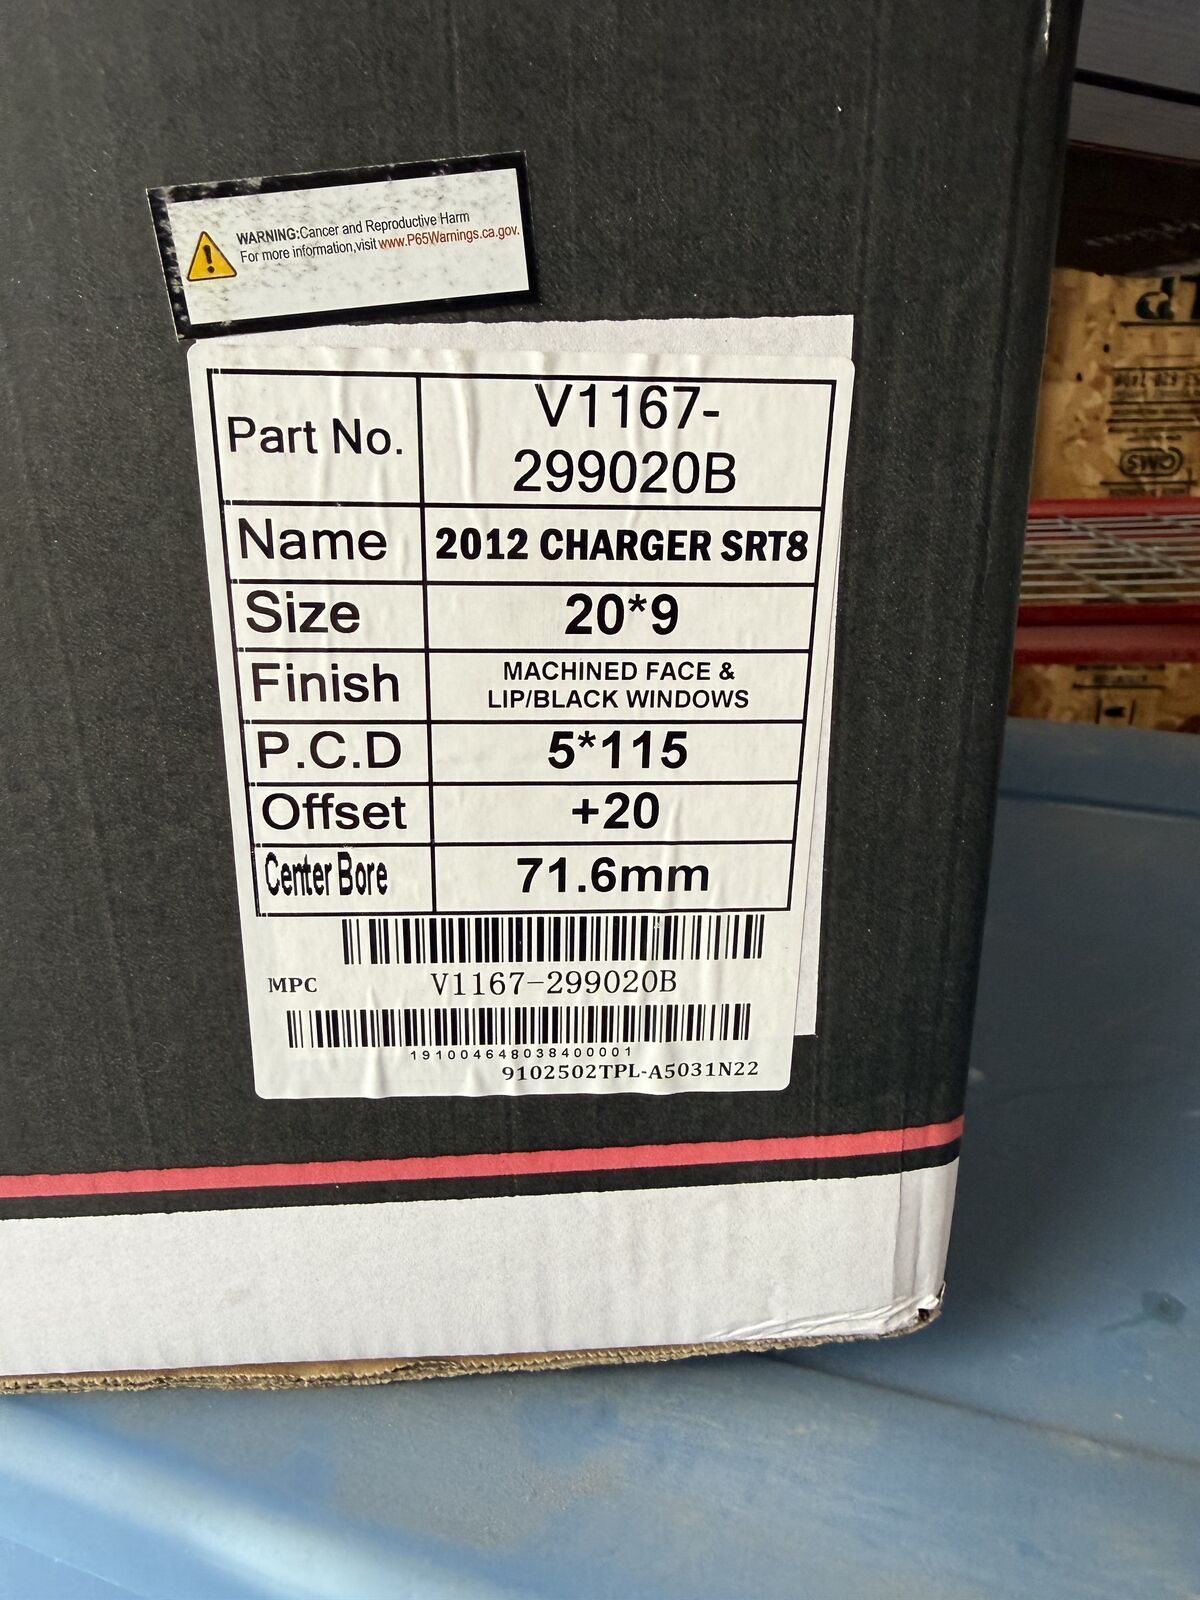 WARNING:Cancer and Reproductive Harm
For more information,visit www.P65Warnings.ca.gov.
Part No.
V1167-
299020B
Name
2012 CHARGER SRT8
Size
20*9
Finish
MACHINED FACE &
LIP/BLACK WINDOWS
P.C.D
5*115
Offset
+20
Center Bore
71.6mm
MPC
V1167-299020B
191004648038400001
9102502TPL-A5031N22